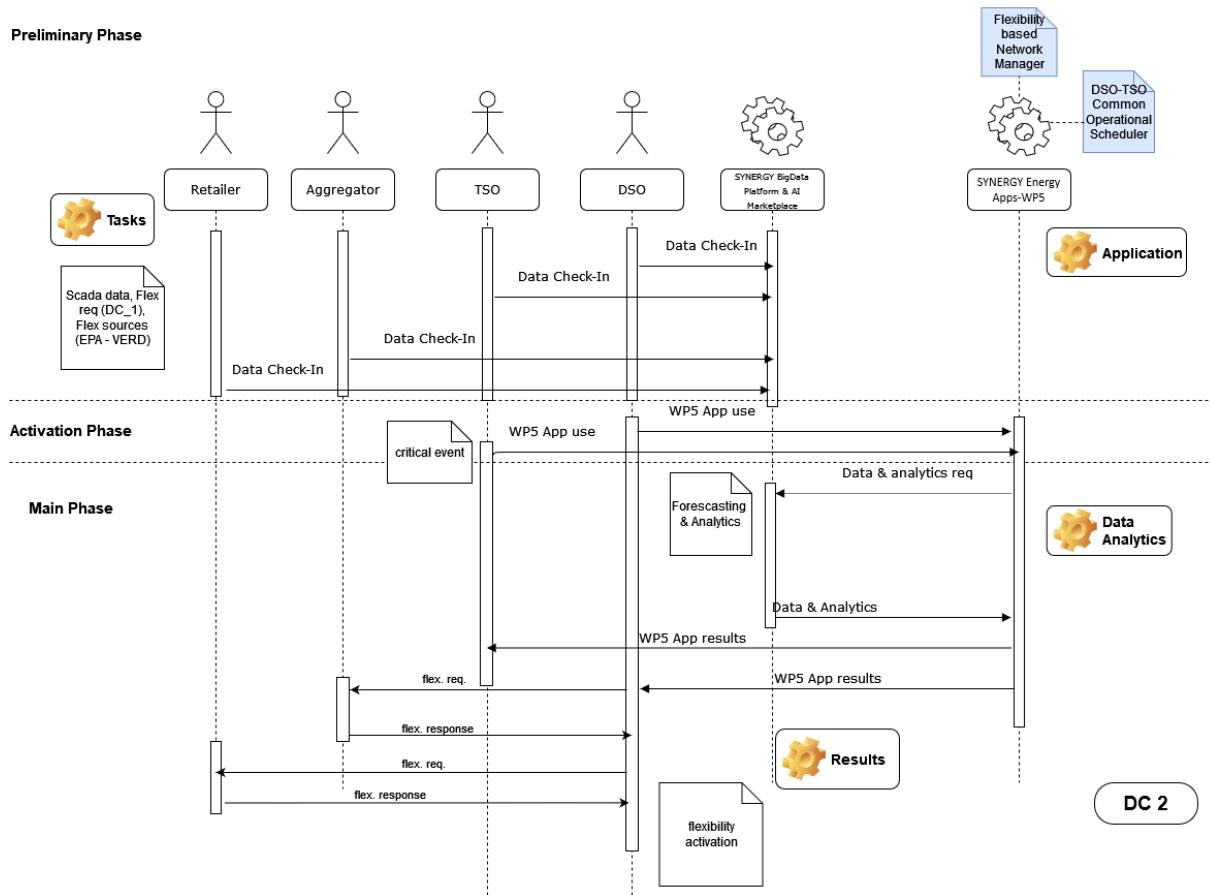 Preliminary Phase
Flexibility
based
Network
Manager
DSO-TSO
Common
Operational
Scheduler
Retailer
Aggregator
TSO
DSO
SYNERGY BigData
Platform & AI
Marketplace
SYNERGY Energy
Apps-WP5
Tasks
Application
Scada data, Flex
req (DC_1),
Flex sources
(EPA - VERD)
Data Check-In
Data Check-In
Data Check-In
Data Check-In
Activation Phase
WP5 App use
WP5 App use
critical event
Main Phase
Data & analytics req
Forescasting
& Analytics
Data
Analytics
Data & Analytics
WP5 App results
WP5 App results
flex. req.
flex. response
flex. req.
flex. response
Results
flexibility
activation
DC 2